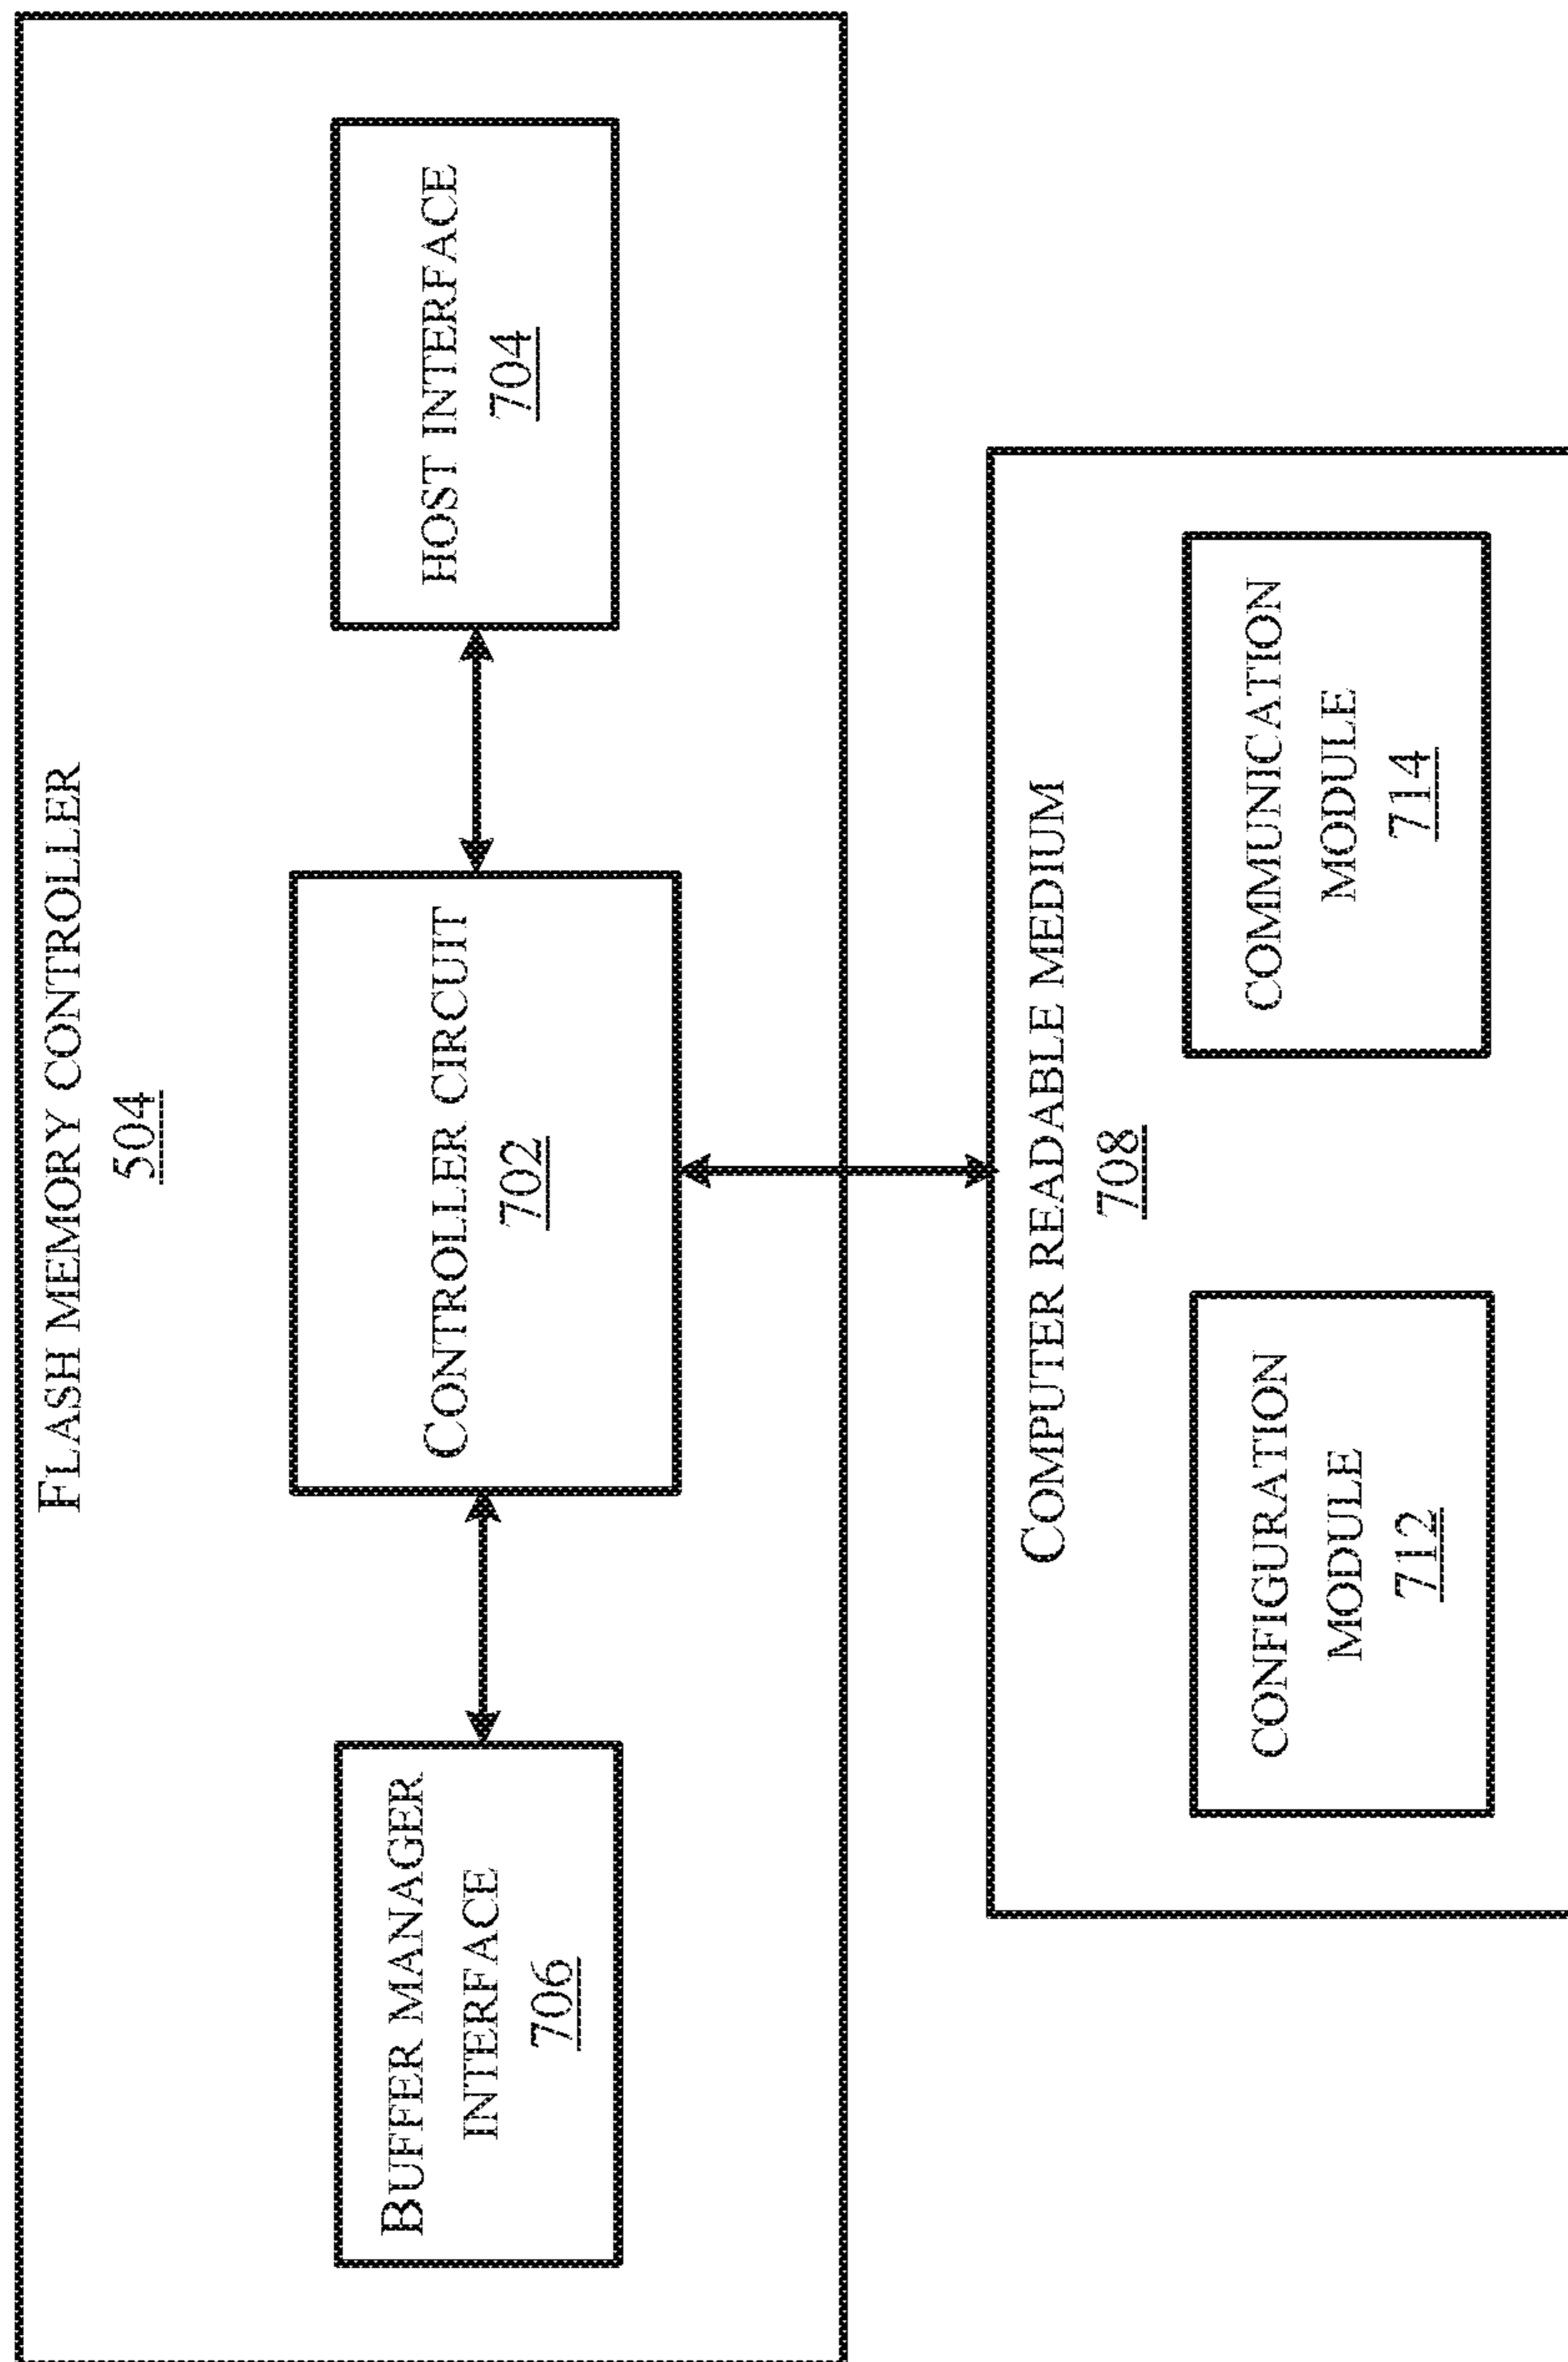 FLASH MEMORY CONTROLLER
504
BUFFER MANAGER
INTERFACE
706
CONTROLLER CIRCUIT
702
HOST INTERFACE
704
COMPUTER READABLE MEDIUM
708
CONFIGURATION
MODULE
712
COMMUNICATION
MODULE
714